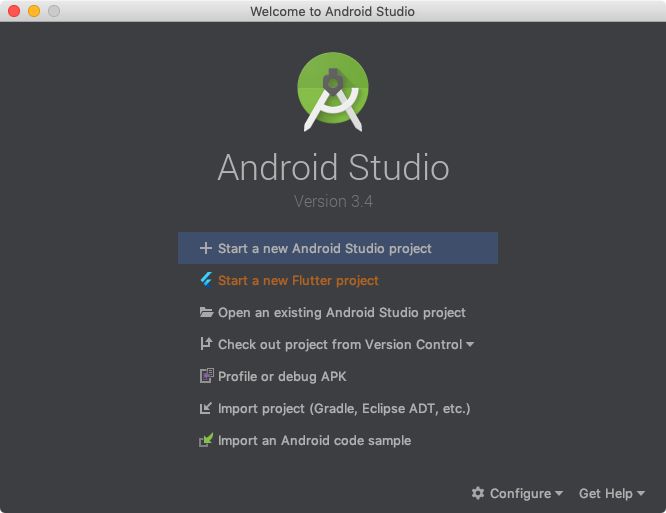 Welcome to Android Studio
Android Studio
Version 3.4
Start a new Android Studio project
Start a new Flutter project
Open an existing Android Studio project
Check out project from Version Control
Profile or debug APK
Import project (Gradle, Eclipse ADT, etc.)
Import an Android code sample
Configure Get Help